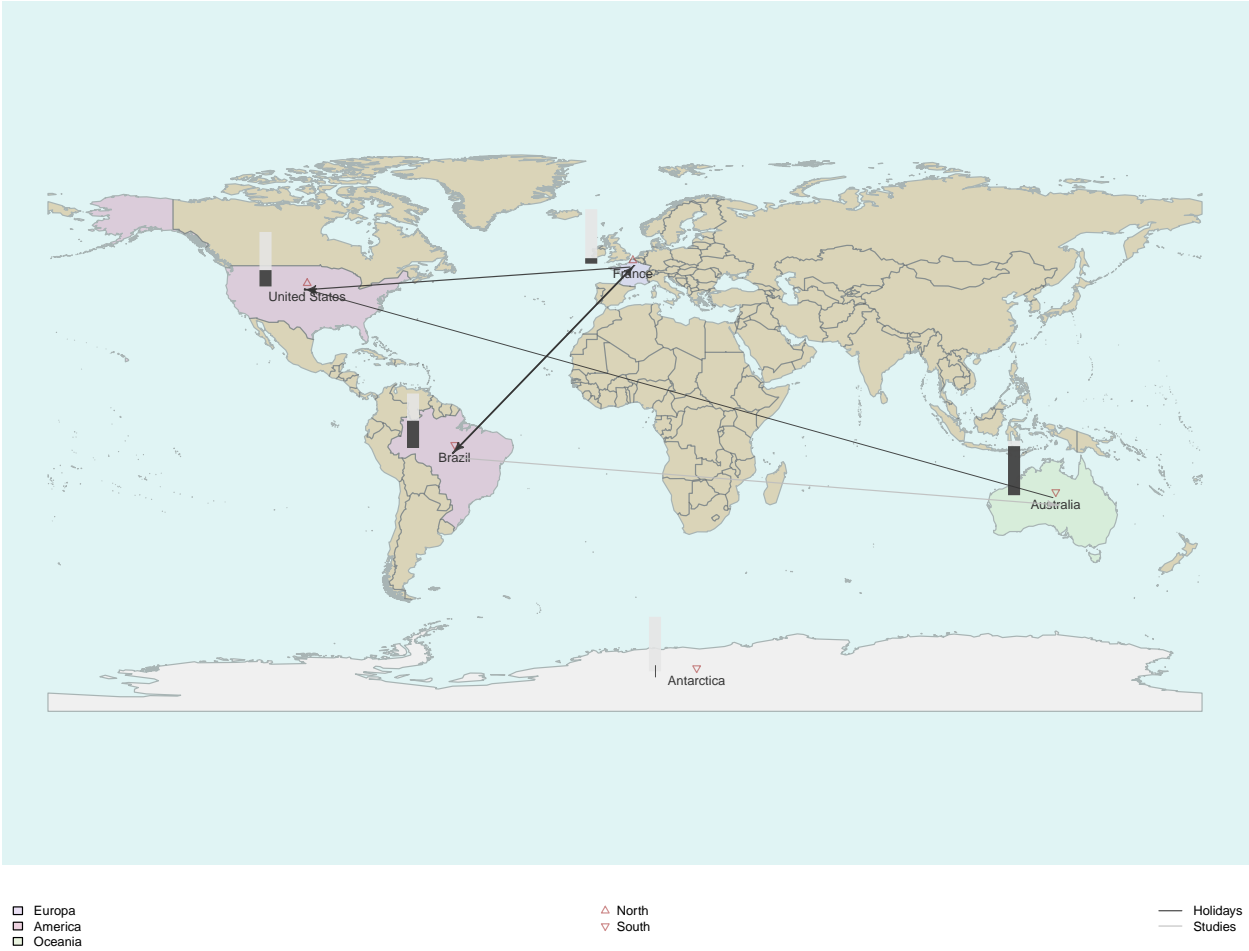 France
United States
Brazil
Australia
Antarctica
Europa
America
Oceania
North
South
Holidays
Studies